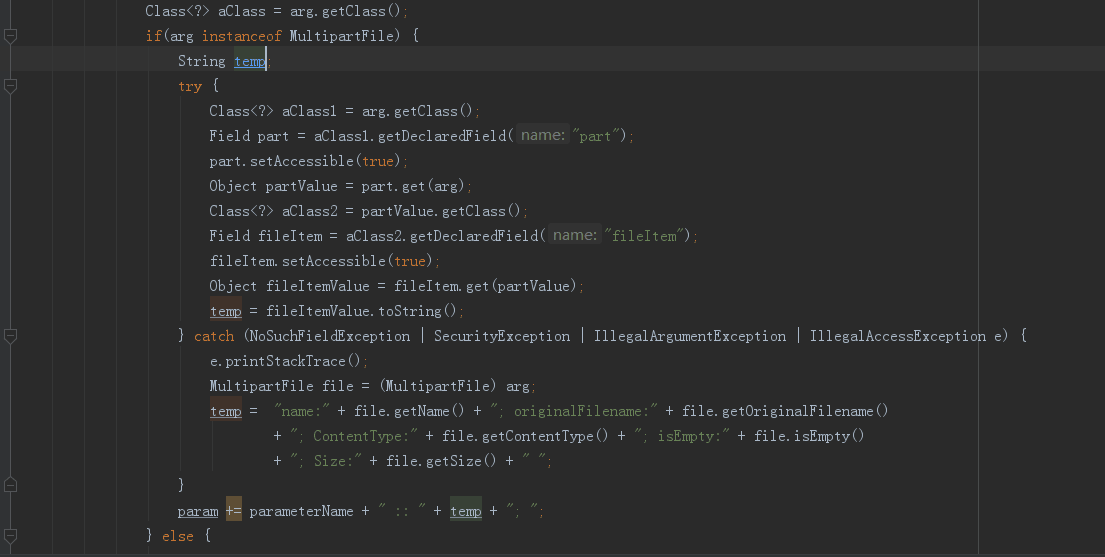 Class<?> aClass = arg.getClass();
if(arg instanceof MultipartFile) {
String temp;
try {
Class<?> aClass1 = arg.getClass();
Field part = aClass1.getDeclaredField( name: "part");
part.setAccessible(true);
Object partValue = part.get(arg);
Class<?> aClass2 = partValue.getClass();
Field fileItem = aClass2.getDeclaredField( name: "fileItem");
fileItem.setAccessible(true);
Object fileItemValue = fileItem.get(partValue);
temp = fileItemValue.toString();
} catch (NoSuchFieldException | SecurityException | IllegalArgumentException | IllegalAccessException e) {
e.printStackTrace();
MultipartFile file = (MultipartFile) arg;
temp =  "name:" + file.getName() + "; originalFilename:" + file.getOriginalFilename()
+ "; ContentType:" + file.getContentType() + "; isEmpty:" + file.isEmpty()
+ "; Size:" + file.getSize() + " ";
}
param += parameterName + " :: " + temp + "; ";
} else {